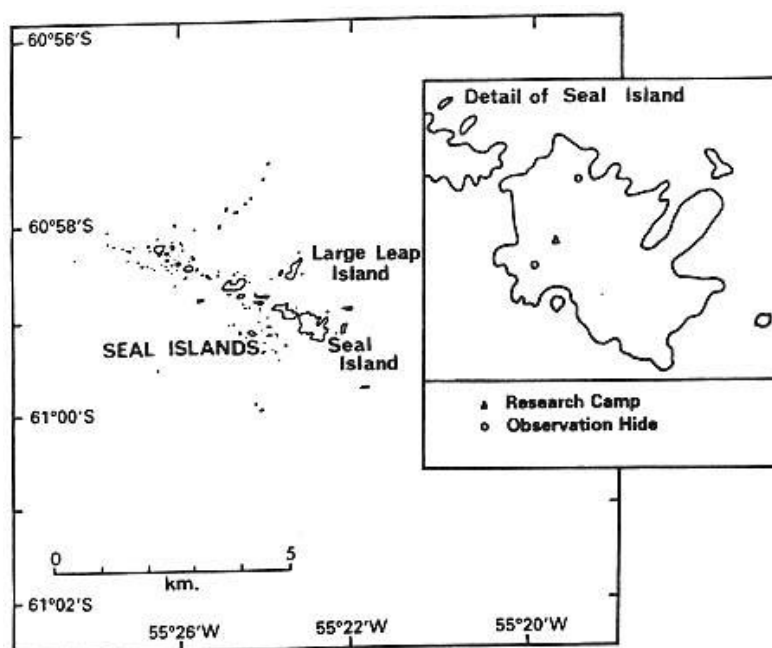 60°56'S
Detail of Seal Island
60°58'S
Large Leap
Island
SEAL ISLANDS
Seal
Island
Research Camp
Observation Hide
61°00'S
0 5
km.
61°02'S
55°26'W 55°22'W 55°20'W